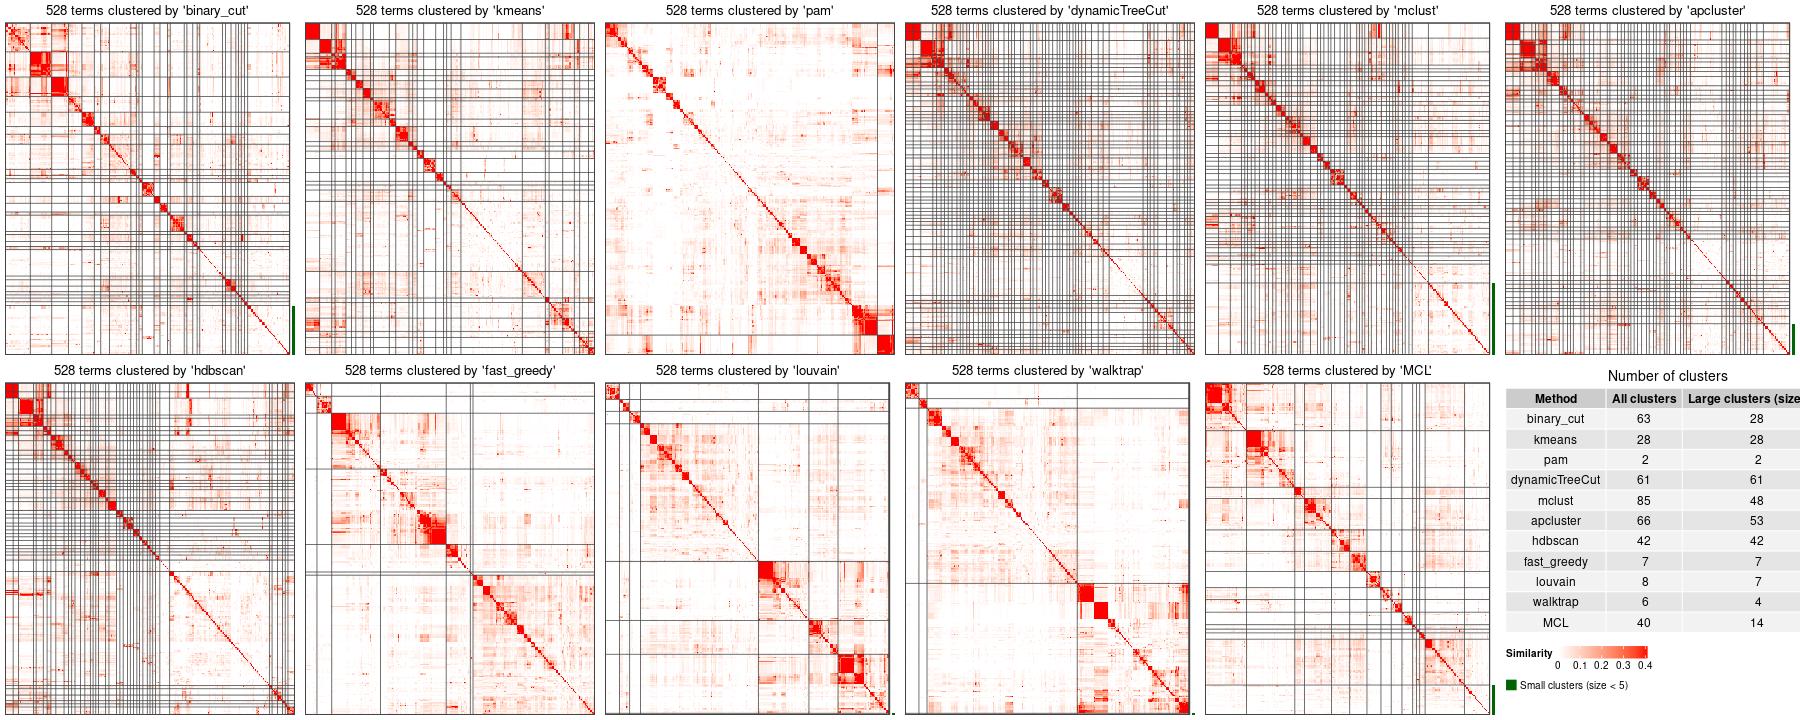 528 terms clustered by 'binary_cut'
528 terms clustered by 'kmeans'
528 terms clustered by 'pam'
528 terms clustered by 'dynamicTreeCut'
528 terms clustered by 'mclust'
528 terms clustered by 'apcluster'
528 terms clustered by 'hdbscan'
528 terms clustered by 'fast_greedy'
528 terms clustered by 'louvain'
528 terms clustered by 'walktrap'
528 terms clustered by 'MCL'
Number of clusters
Method All clusters Large clusters (size
binary_cut 63 28
kmeans 28 28
pam 2 2
dynamicTreeCut 61 61
mclust 85 48
apcluster 66 53
hdbscan 42 42
fast_greedy 7 7
louvain 8 7
walktrap 6 4
MCL 40 14
Similarity
0 0.1 0.2 0.3 0.4
Small clusters (size < 5)